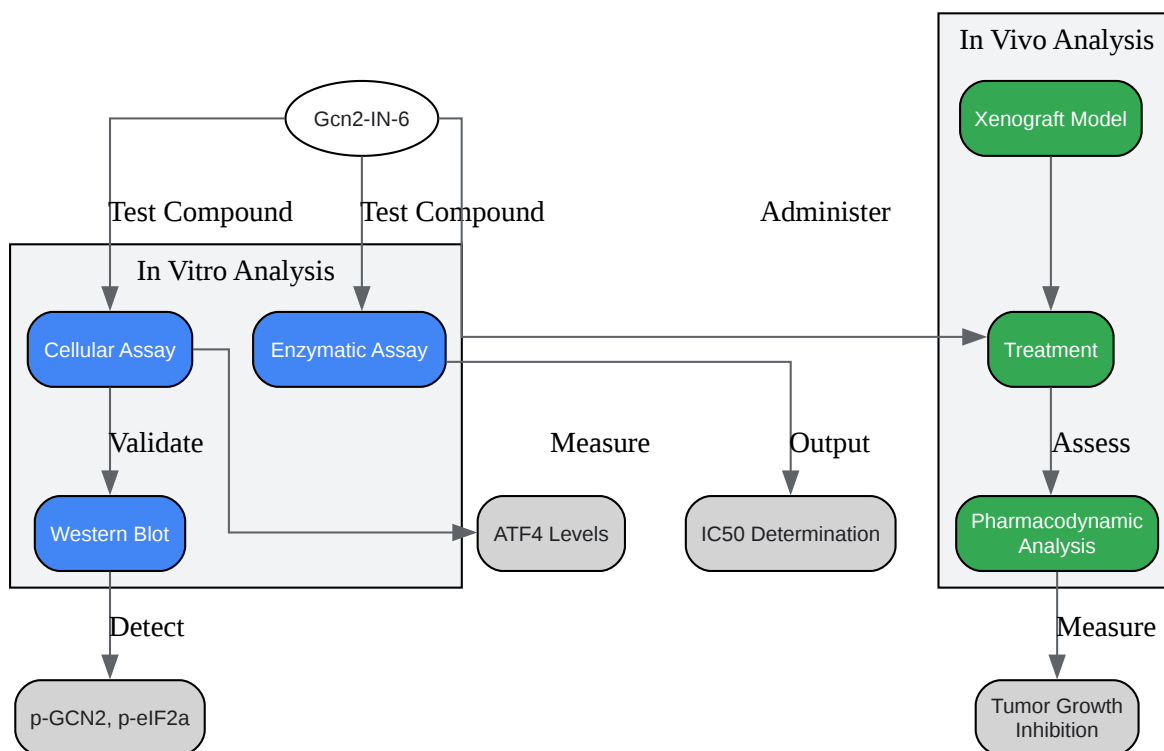 In Vivo Analysis
Gcn2-IN-6
Xenograft Model
Test Compound
Test Compound
Administer
In Vitro Analysis
Cellular Assay
Enzymatic Assay
Treatment
Validate
Measure
Output
Assess
Western Blot
ATF4 Levels
IC50 Determination
Pharmacodynamic
Analysis
Detect
Measure
p-GCN2, p-eIF2a
Tumor Growth
Inhibition